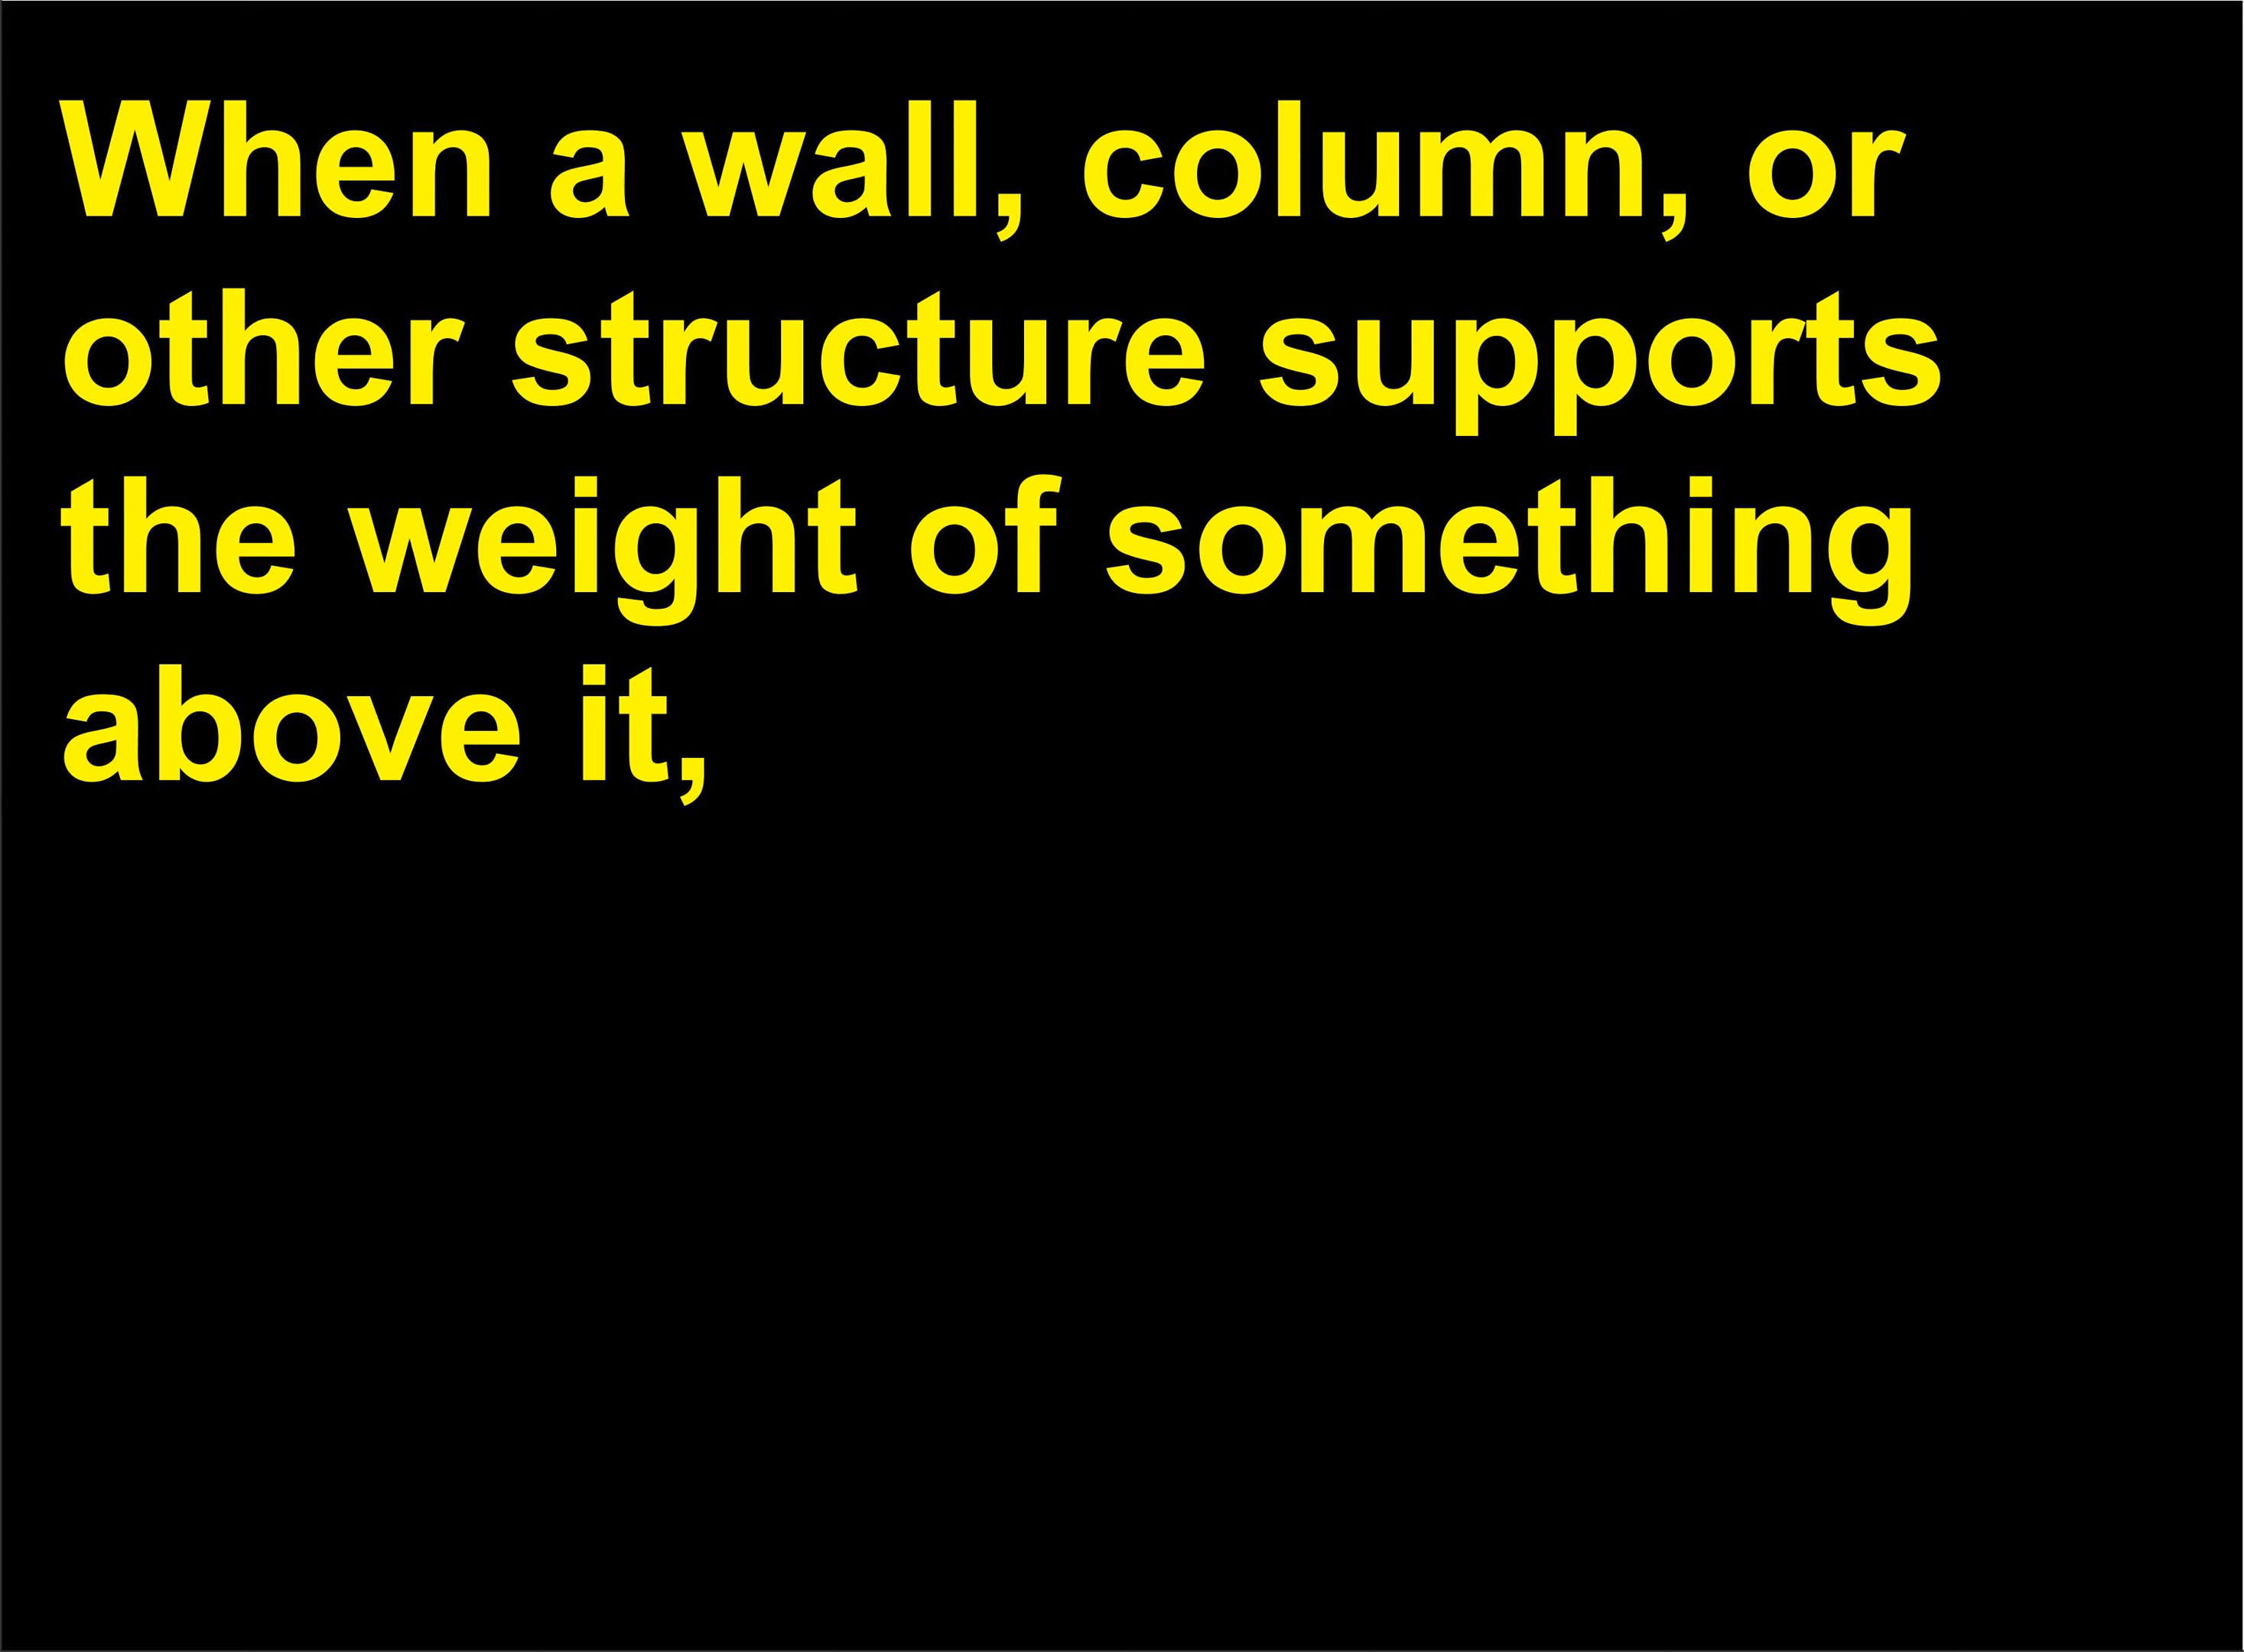 When a wall, column, or
other structure supports
the weight of something
above it,